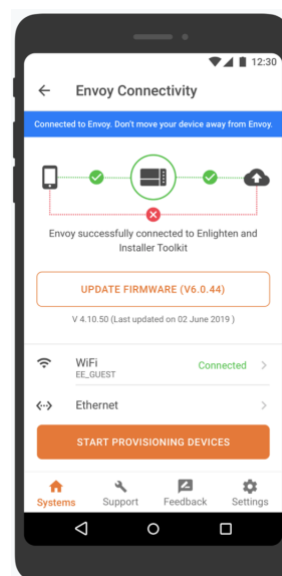 12:30
Envoy Connectivity
Connected to Envoy. Don't move your device away from Envoy.
Envoy successfully connected to Enlighten and
Installer Toolkit
UPDATE FIRMWARE (V6.0.44)
V 4.10.50 (Last updated on 02 June 2019 )
WiFi
Connected
EE_GUEST
Ethernet
START PROVISIONING DEVICES
Systems
Support
Feedback
Settings